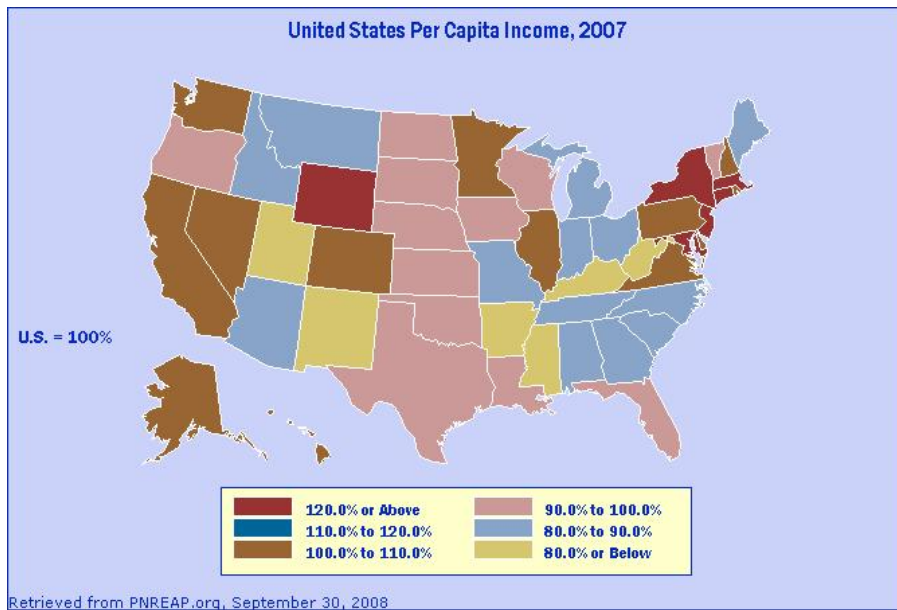 United States Per Capita Income, 2007
U.S. = 100%
120.0% or Above
110.0% to 120.0%
100.0% to 110.0%
90.0% to 100.0%
80.0% to 90.0%
80.0% or Below
Retrieved from PNREAP.org, September 30, 2008